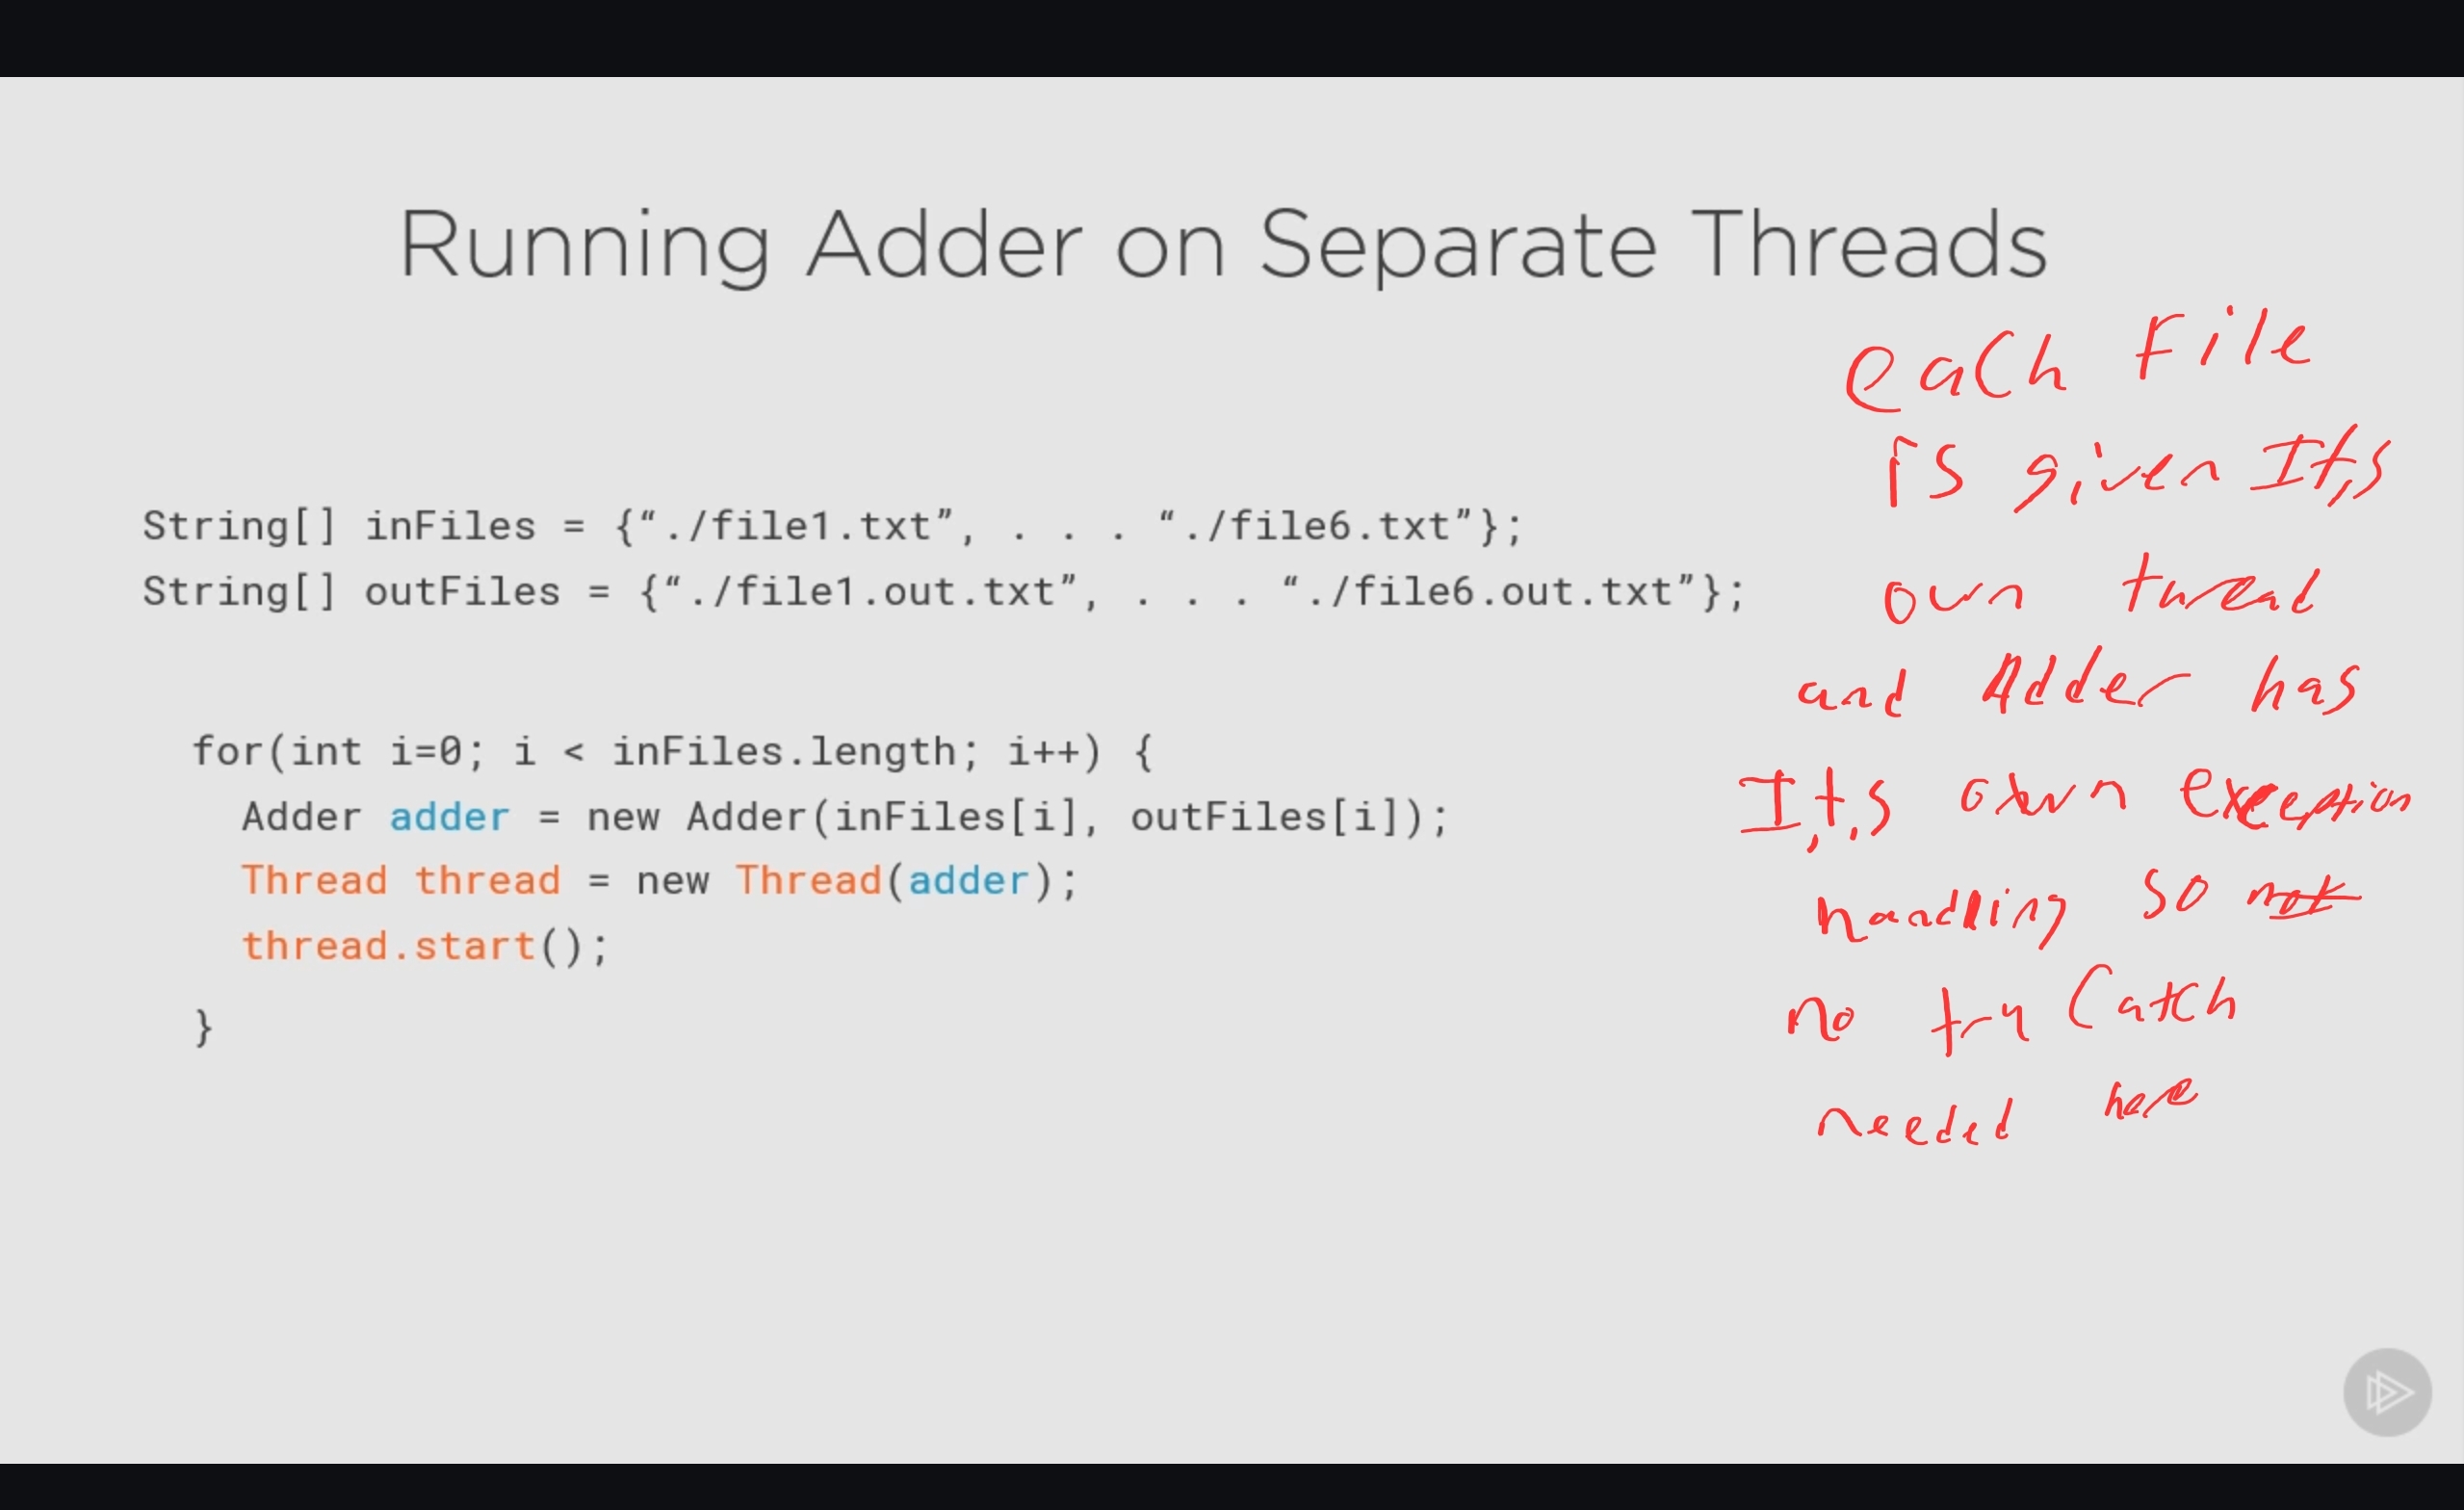 Running Adder on Separate Threads
String[] inFiles = {“./file1.txt”, . . . “./file6.txt”};
String[] outFiles = {“./file1.out.txt”, . . . “./file6.out.txt”};
for(int i=0; i < inFiles.length; i++) {
Adder adder = new Adder(inFiles[i], outFiles[i]);
Thread thread = new Thread(adder);
thread.start();
}
each File
is given It,s
own thread
and Adder has
It,s own exception
handling so not
no try Catch
needed here